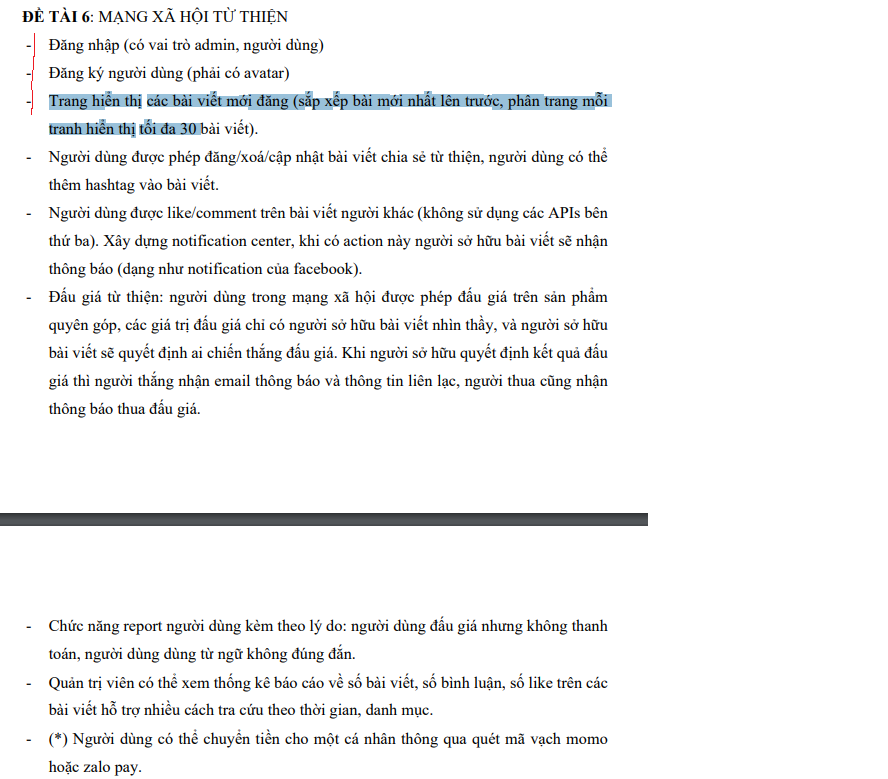 ĐỀ TÀI 6: MẠNG XÃ HỘI TỪ THIỆN
- Đăng nhập (có vai trò admin, người dùng)
- Đăng ký người dùng (phải có avatar)
- Trang hiển thị các bài viết mới đăng (sắp xếp bài mới nhất lên trước, phân trang mỗi
tranh hiển thị tối đa 30 bài viết).
- Người dùng được phép đăng/xoá/cập nhật bài viết chia sẻ từ thiện, người dùng có thể
thêm hashtag vào bài viết.
- Người dùng được like/comment trên bài viết người khác (không sử dụng các APIs bên
thứ ba). Xây dựng notification center, khi có action này người sở hữu bài viết sẽ nhận
thông báo (dạng như notification của facebook).
- Đấu giá từ thiện: người dùng trong mạng xã hội được phép đấu giá trên sản phẩm
quyên góp, các giá trị đấu giá chỉ có người sở hữu bài viết nhìn thầy, và người sở hữu
bài viết sẽ quyết định ai chiến thắng đấu giá. Khi người sở hữu quyết định kết quả đấu
giá thì người thắng nhận email thông báo và thông tin liên lạc, người thua cũng nhận
thông báo thua đấu giá.
- Chức năng report người dùng kèm theo lý do: người dùng đấu giá nhưng không thanh
toán, người dùng dùng từ ngữ không đúng đắn.
- Quản trị viên có thể xem thống kê báo cáo về số bài viết, số bình luận, số like trên các
bài viết hỗ trợ nhiều cách tra cứu theo thời gian, danh mục.
- (*) Người dùng có thể chuyển tiền cho một cá nhân thông qua quét mã vạch momo
hoặc zalo pay.